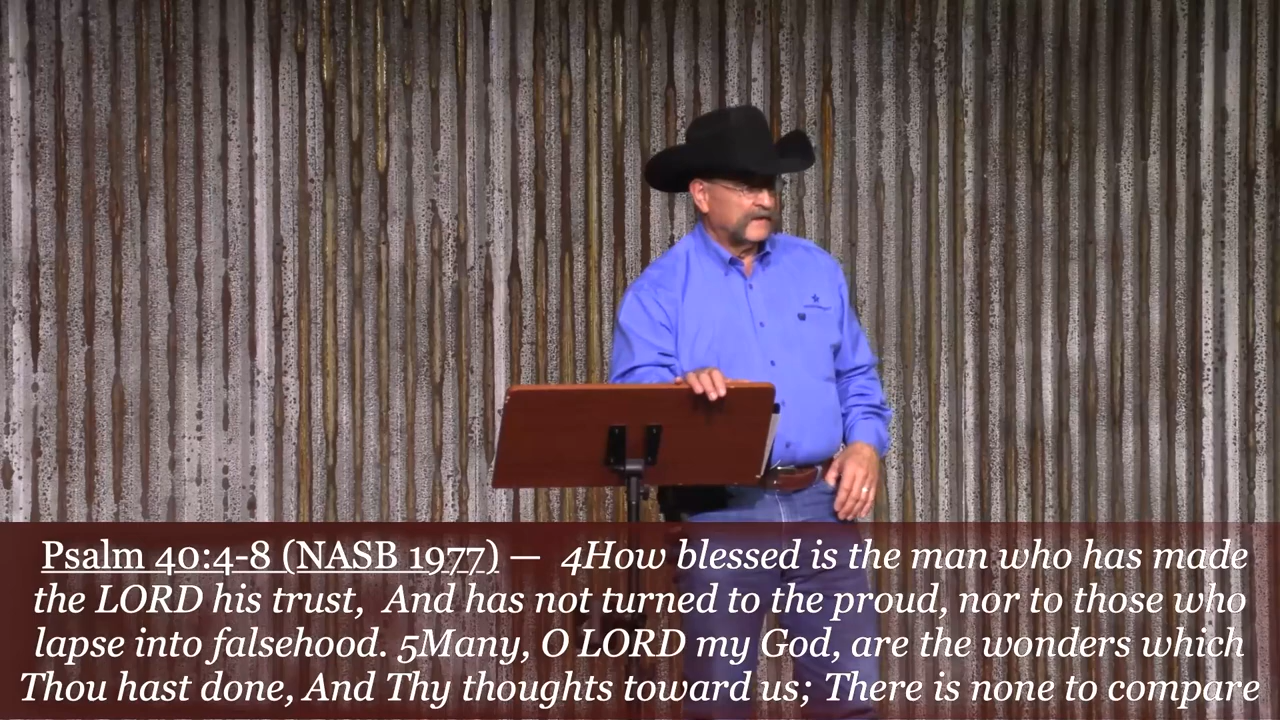 Psalm 40:4-8 (NASB 1977) — 4How blessed is the man who has made
the LORD his trust, And has not turned to the proud, nor to those who
lapse into falsehood. 5Many, O LORD my God, are the wonders which
Thou hast done, And Thy thoughts toward us; There is none to compare